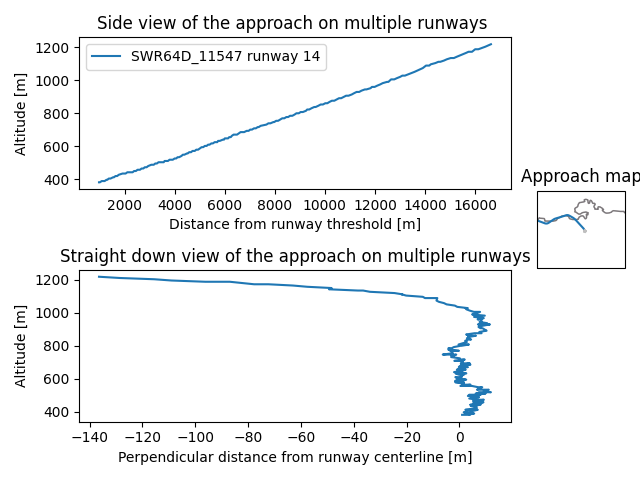 Side view of the approach on multiple runways
1200
1000
800
600
400
Altitude [m]
SWR64D_11547 runway 14
2000 4000 6000 8000 10000 12000 14000 16000
Distance from runway threshold [m]
Approach map
Straight down view of the approach on multiple runways
1200
1000
800
600
400
Altitude [m]
−140 −120 −100 −80 −60 −40 −20 0
Perpendicular distance from runway centerline [m]